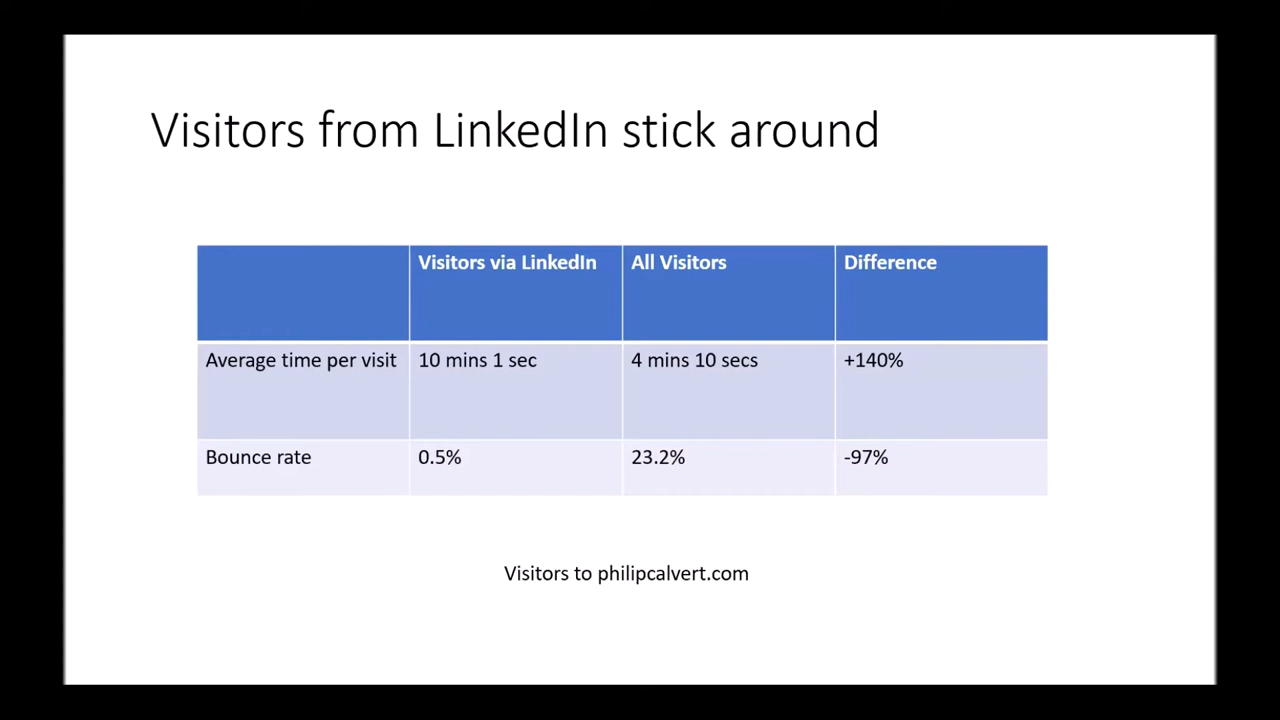 Visitors from LinkedIn stick around
Visitors via LinkedIn All Visitors Difference
Average time per visit 10 mins 1 sec 4 mins 10 secs +140%
Bounce rate 0.5% 23.2% -97%
Visitors to philipcalvert.com